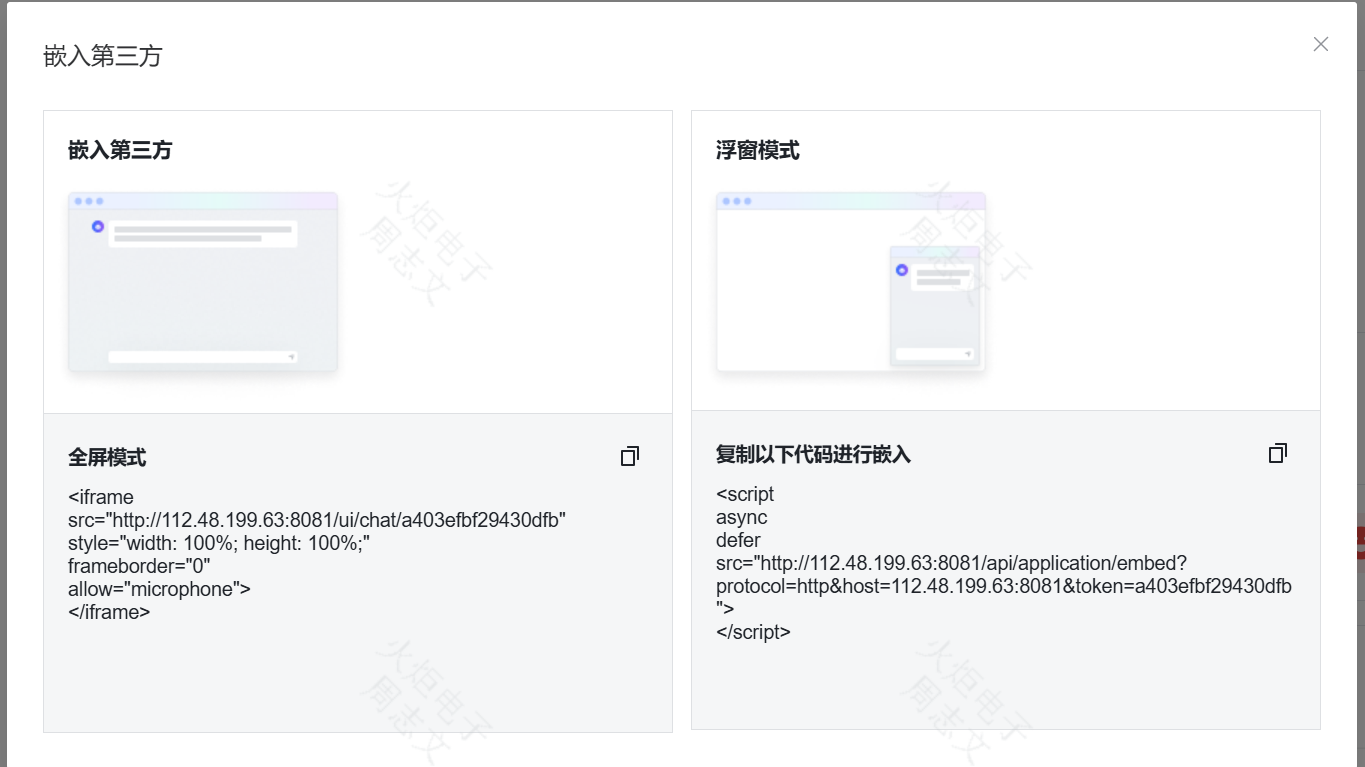 嵌入第三方
嵌入第三方
火炬电子
周志文
全屏模式
<iframe
src="http://112.48.199.63:8081/ui/chat/a403efbf29430dfb"
style="width: 100%; height: 100%;"
frameborder="0"
allow="microphone">
</iframe>
火炬电子
周志文
浮窗模式
火炬电子
周志文
复制以下代码进行嵌入
<script
async
defer
src="http://112.48.199.63:8081/api/application/embed?
protocol=http&host=112.48.199.63:8081&token=a403efbf29430dfb
">
</script>
火炬电子
周志文